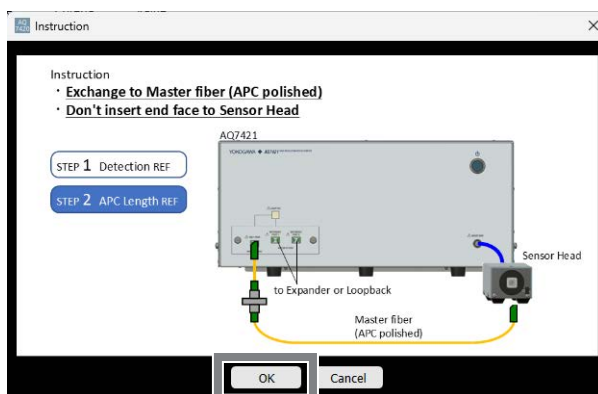 Instruction
Instruction
・Exchange to Master fiber (APC polished)
・Don't insert end face to Sensor Head
AQ7421
STEP 1 Detection REF
STEP 2 APC Length REF
YOKOGAWA
Sensor Head
to Expander or Loopback
Master fiber
(APC polished)
OK
Cancel